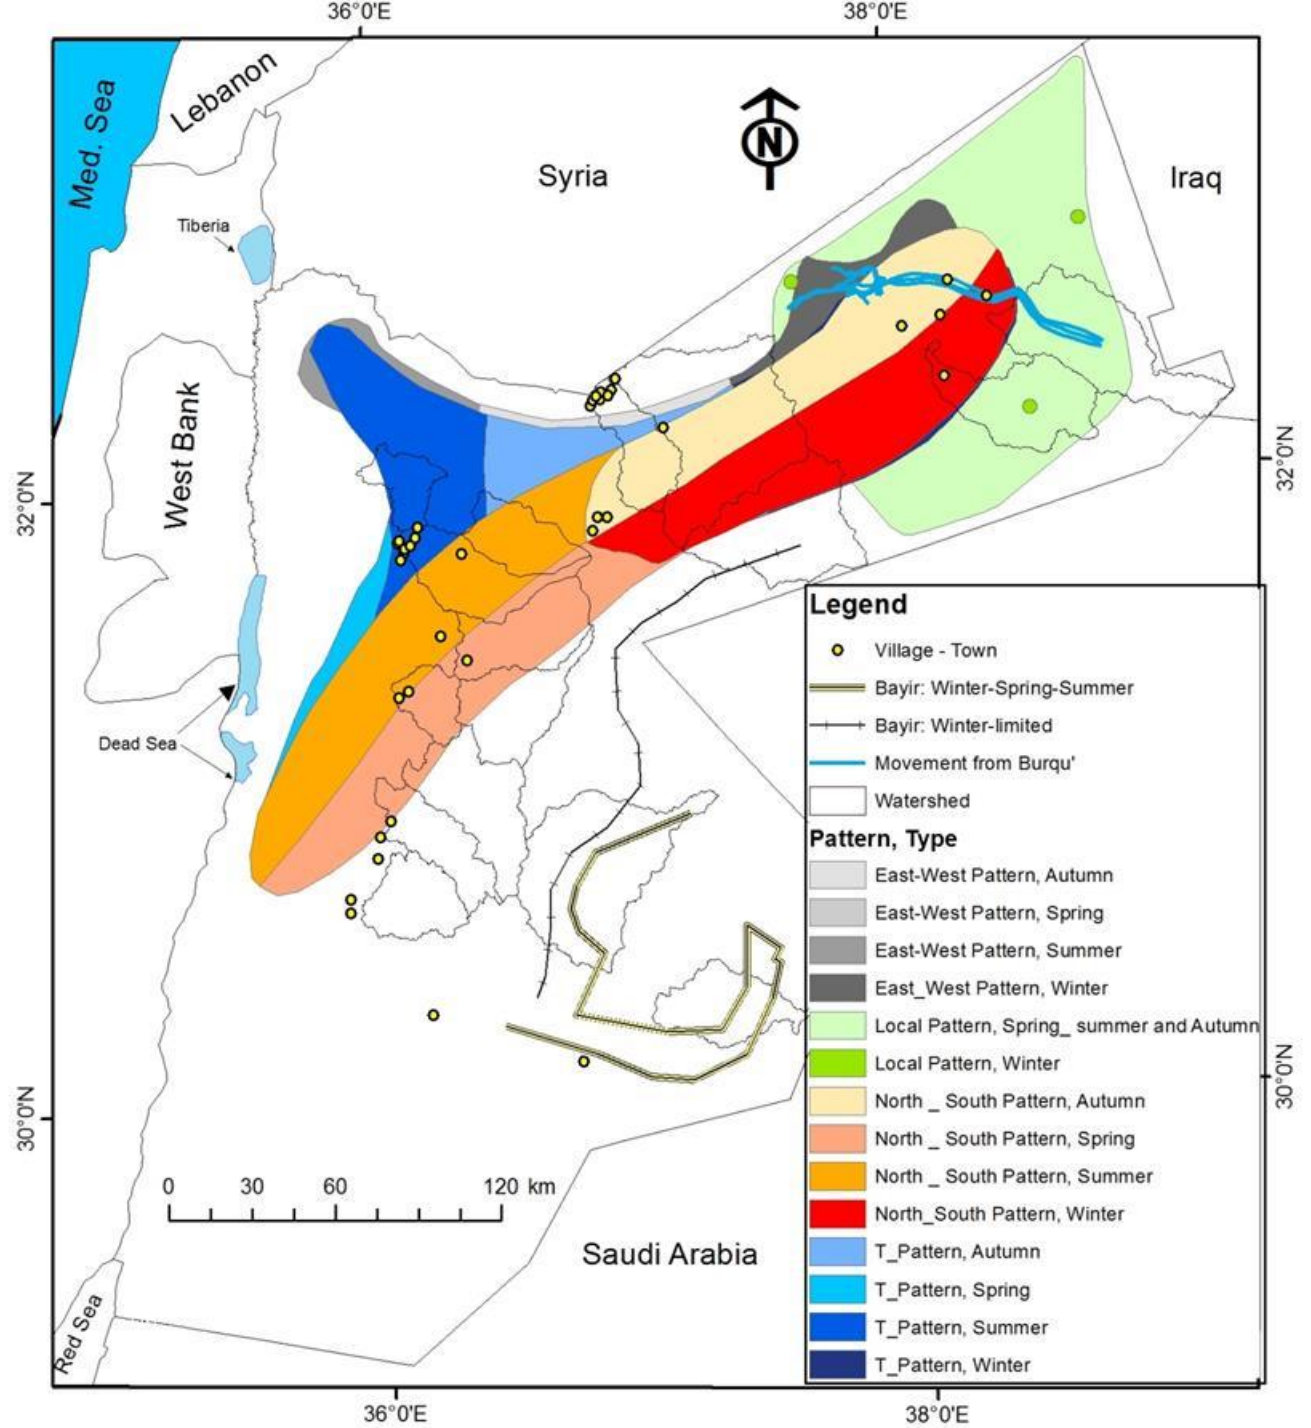 36°0'E
38°0'E
Med. Sea
Lebanon
Syria
N
Iraq
Tiberia
West Bank
32°0'N
32°0'N
Dead Sea
Legend
Village - Town
Bayir: Winter-Spring-Summer
Bayir: Winter-limited
Movement from Burqu'
Watershed
Pattern, Type
East-West Pattern, Autumn
East-West Pattern, Spring
East-West Pattern, Summer
East_West Pattern, Winter
Local Pattern, Spring_ summer and Autumn
Local Pattern, Winter
North _ South Pattern, Autumn
North _ South Pattern, Spring
North _ South Pattern, Summer
North_South Pattern, Winter
T_Pattern, Autumn
T_Pattern, Spring
T_Pattern, Summer
T_Pattern, Winter
30°0'N
30°0'N
0 30 60 120 km
Saudi Arabia
Red Sea
36°0'E
38°0'E